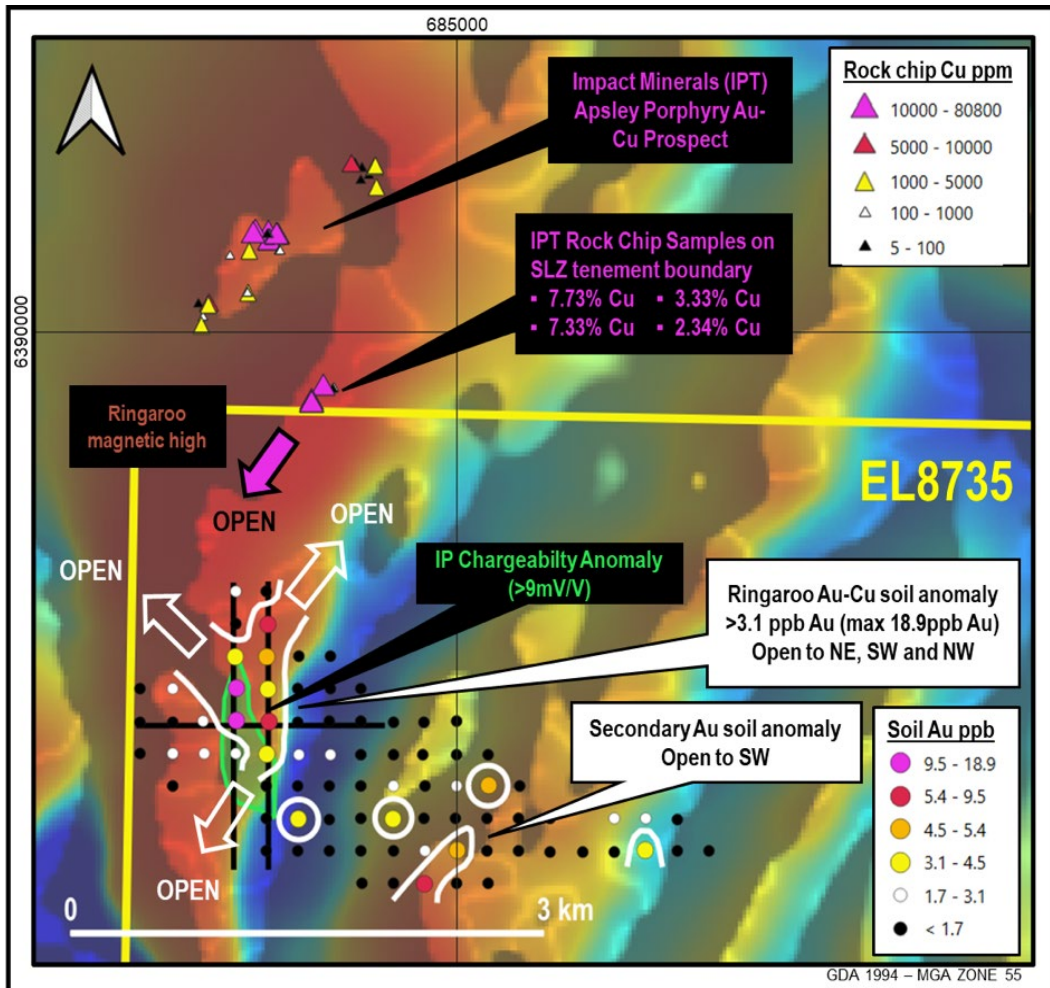 685000
6390000
Impact Minerals (IPT)
Apsley Porphyry Au-
Cu Prospect
Rock chip Cu ppm
10000 - 80800
5000 - 10000
1000 - 5000
100 - 1000
5 - 100
IPT Rock Chip Samples on
SLZ tenement boundary
▪ 7.73% Cu ▪ 3.33% Cu
▪ 7.33% Cu ▪ 2.34% Cu
Ringaroo
magnetic high
EL8735
OPEN
OPEN
OPEN
IP Chargeabilty Anomaly
(>9mV/V)
Ringaroo Au-Cu soil anomaly
>3.1 ppb Au (max 18.9ppb Au)
Open to NE, SW and NW
Secondary Au soil anomaly
Open to SW
Soil Au ppb
9.5 - 18.9
5.4 - 9.5
4.5 - 5.4
3.1 - 4.5
1.7 - 3.1
< 1.7
OPEN
0 3 km
GDA 1994 – MGA ZONE 55